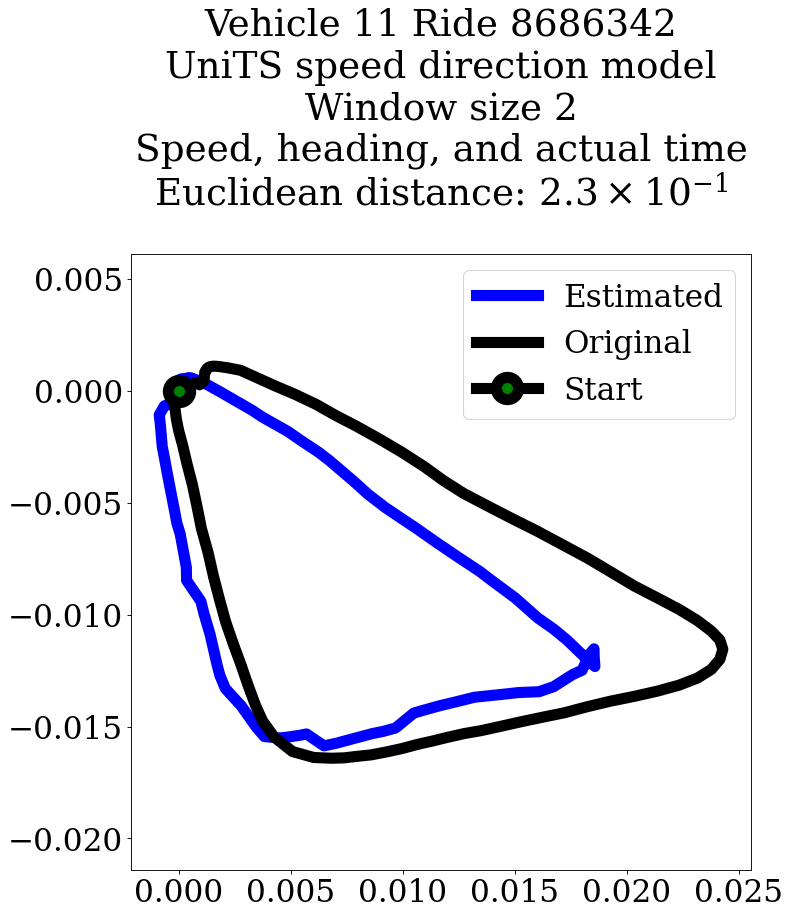 Vehicle 11 Ride 8686342
UniTS speed direction model
Window size 2
Speed, heading, and actual time
Euclidean distance: 2.3 × 10⁻¹
Estimated
Original
Start
0.005
0.000
−0.005
−0.010
−0.015
−0.020
0.000 0.005 0.010 0.015 0.020 0.025